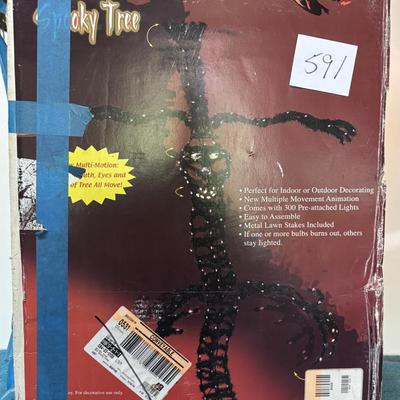 Spooky Tree
591
Multi-Motion:
uth, Eyes and
of Tree All Move!
• Perfect for Indoor or Outdoor Decorating
• New Multiple Movement Animation
• Comes with 300 Pre-attached Lights
• Easy to Assemble
• Metal Lawn Stakes Included
• If one or more bulbs burns out, others
stay lighted.
0531
For decorative use only.